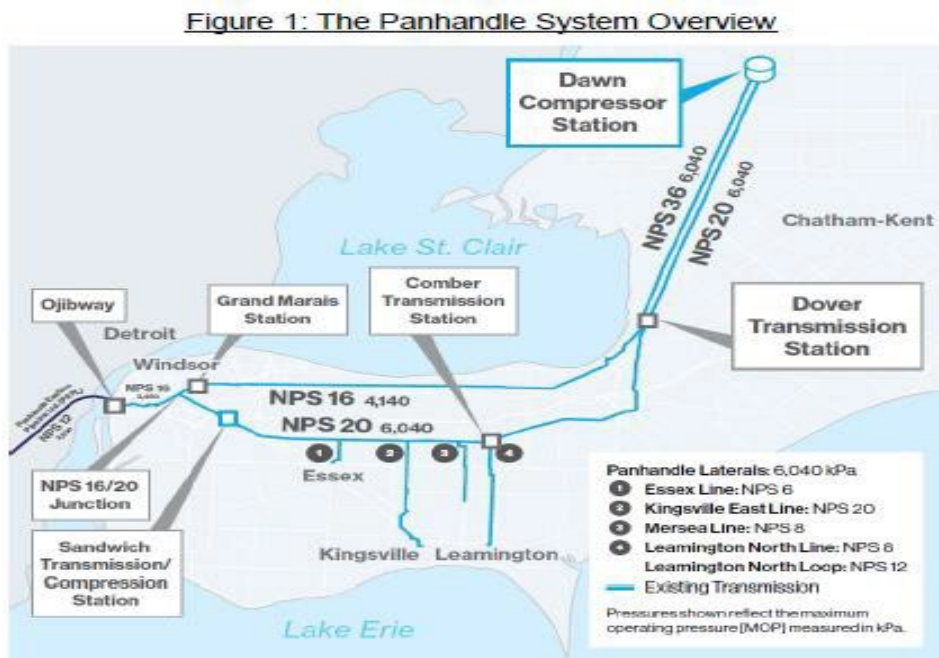 Figure 1: The Panhandle System Overview
Dawn
Compressor
Station
NPS 36 6,040
NPS 20 6,040
Chatham-Kent
Lake St. Clair
Comber
Transmission
Station
Grand Marais
Station
Ojibway
Detroit
Windsor
Dover
Transmission
Station
NPS 16
NPS 12
NPS 16 4,140
NPS 20 6,040
1
2
3
4
Essex
NPS 16/20
Junction
Kingsville
Leamington
Sandwich
Transmission/
Compression
Station
Lake Erie
Panhandle Laterals: 6,040 kPa
1 Essex Line: NPS 6
2 Kingsville East Line: NPS 20
3 Mersea Line: NPS 8
4 Leamington North Line: NPS 8
Leamington North Loop: NPS 12
Existing Transmission
Pressures shown reflect the maximum
operating pressure [MOP] measured in kPa.